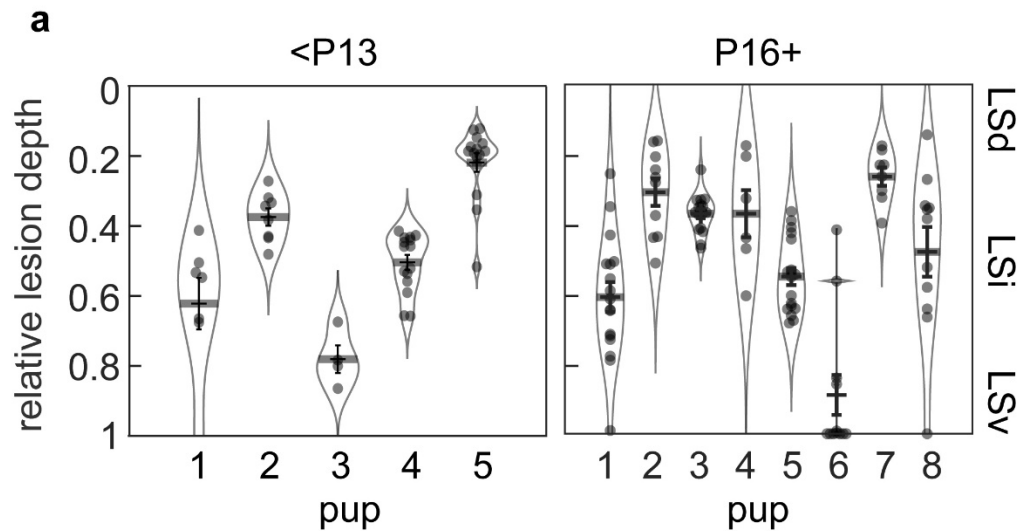 a
<P13
P16+
relative lesion depth
0
0.2
0.4
0.6
0.8
1
1 2 3 4 5
pup
1 2 3 4 5 6 7 8
pup
LSd
LSi
LSv